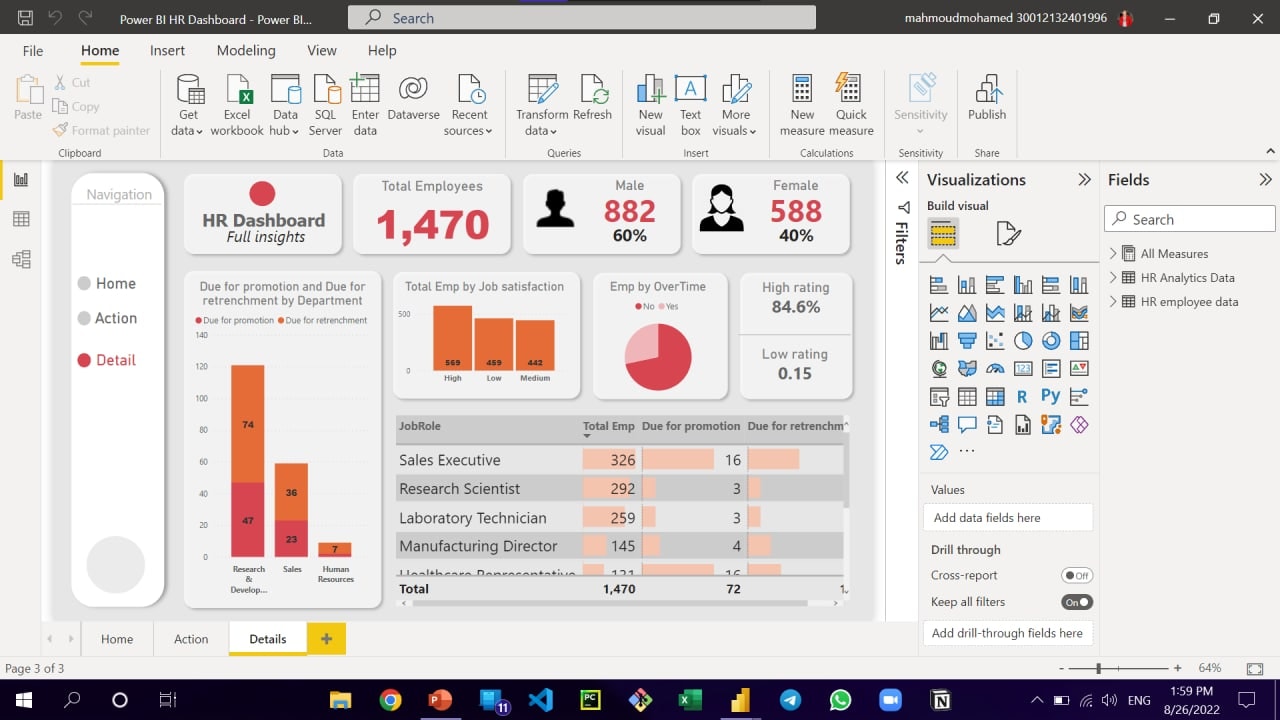 Power BI HR Dashboard - Power BI...
Search
mahmoudmohamed 30012132401996
File
Home
Insert
Modeling
View
Help
Paste
Cut
Copy
Format painter
Clipboard
Get data
Excel workbook
Data hub
SQL Server
Enter data
Dataverse
Recent sources
Data
Transform data
Refresh
Queries
New visual
Text box
More visuals
Insert
New measure
Quick measure
Calculations
Sensitivity
Sensitivity
Publish
Share
Navigation
Home
Action
Detail
HR Dashboard
Full insights
Total Employees
1,470
Male
882
60%
Female
588
40%
Due for promotion and Due for
retrenchment by Department
Due for promotion Due for retrenchment
140
120
100
80
60
40
20
0
74
47
36
23
7
Research
&
Develop...
Sales
Human
Resources
Total Emp by Job satisfaction
500
0
569
459
442
High
Low
Medium
Emp by OverTime
No Yes
High rating
84.6%
Low rating
0.15
JobRole Total Emp Due for promotion Due for retrenchm
Sales Executive 326 16
Research Scientist 292 3
Laboratory Technician 259 3
Manufacturing Director 145 4
Healthcare Representative 131 16
Total 1,470 72 1
Filters
Visualizations
Build visual
123
R
Py
Values
Add data fields here
Drill through
Cross-report
Off
Keep all filters
On
Add drill-through fields here
Fields
Search
All Measures
HR Analytics Data
HR employee data
Home
Action
Details
+
Page 3 of 3
- + 64%
11
PC
ENG
1:59 PM
8/26/2022